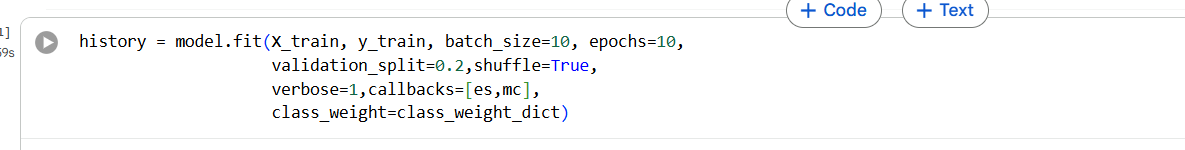 + Code + Text
1]
59s
history = model.fit(X_train, y_train, batch_size=10, epochs=10,
validation_split=0.2,shuffle=True,
verbose=1,callbacks=[es,mc],
class_weight=class_weight_dict)